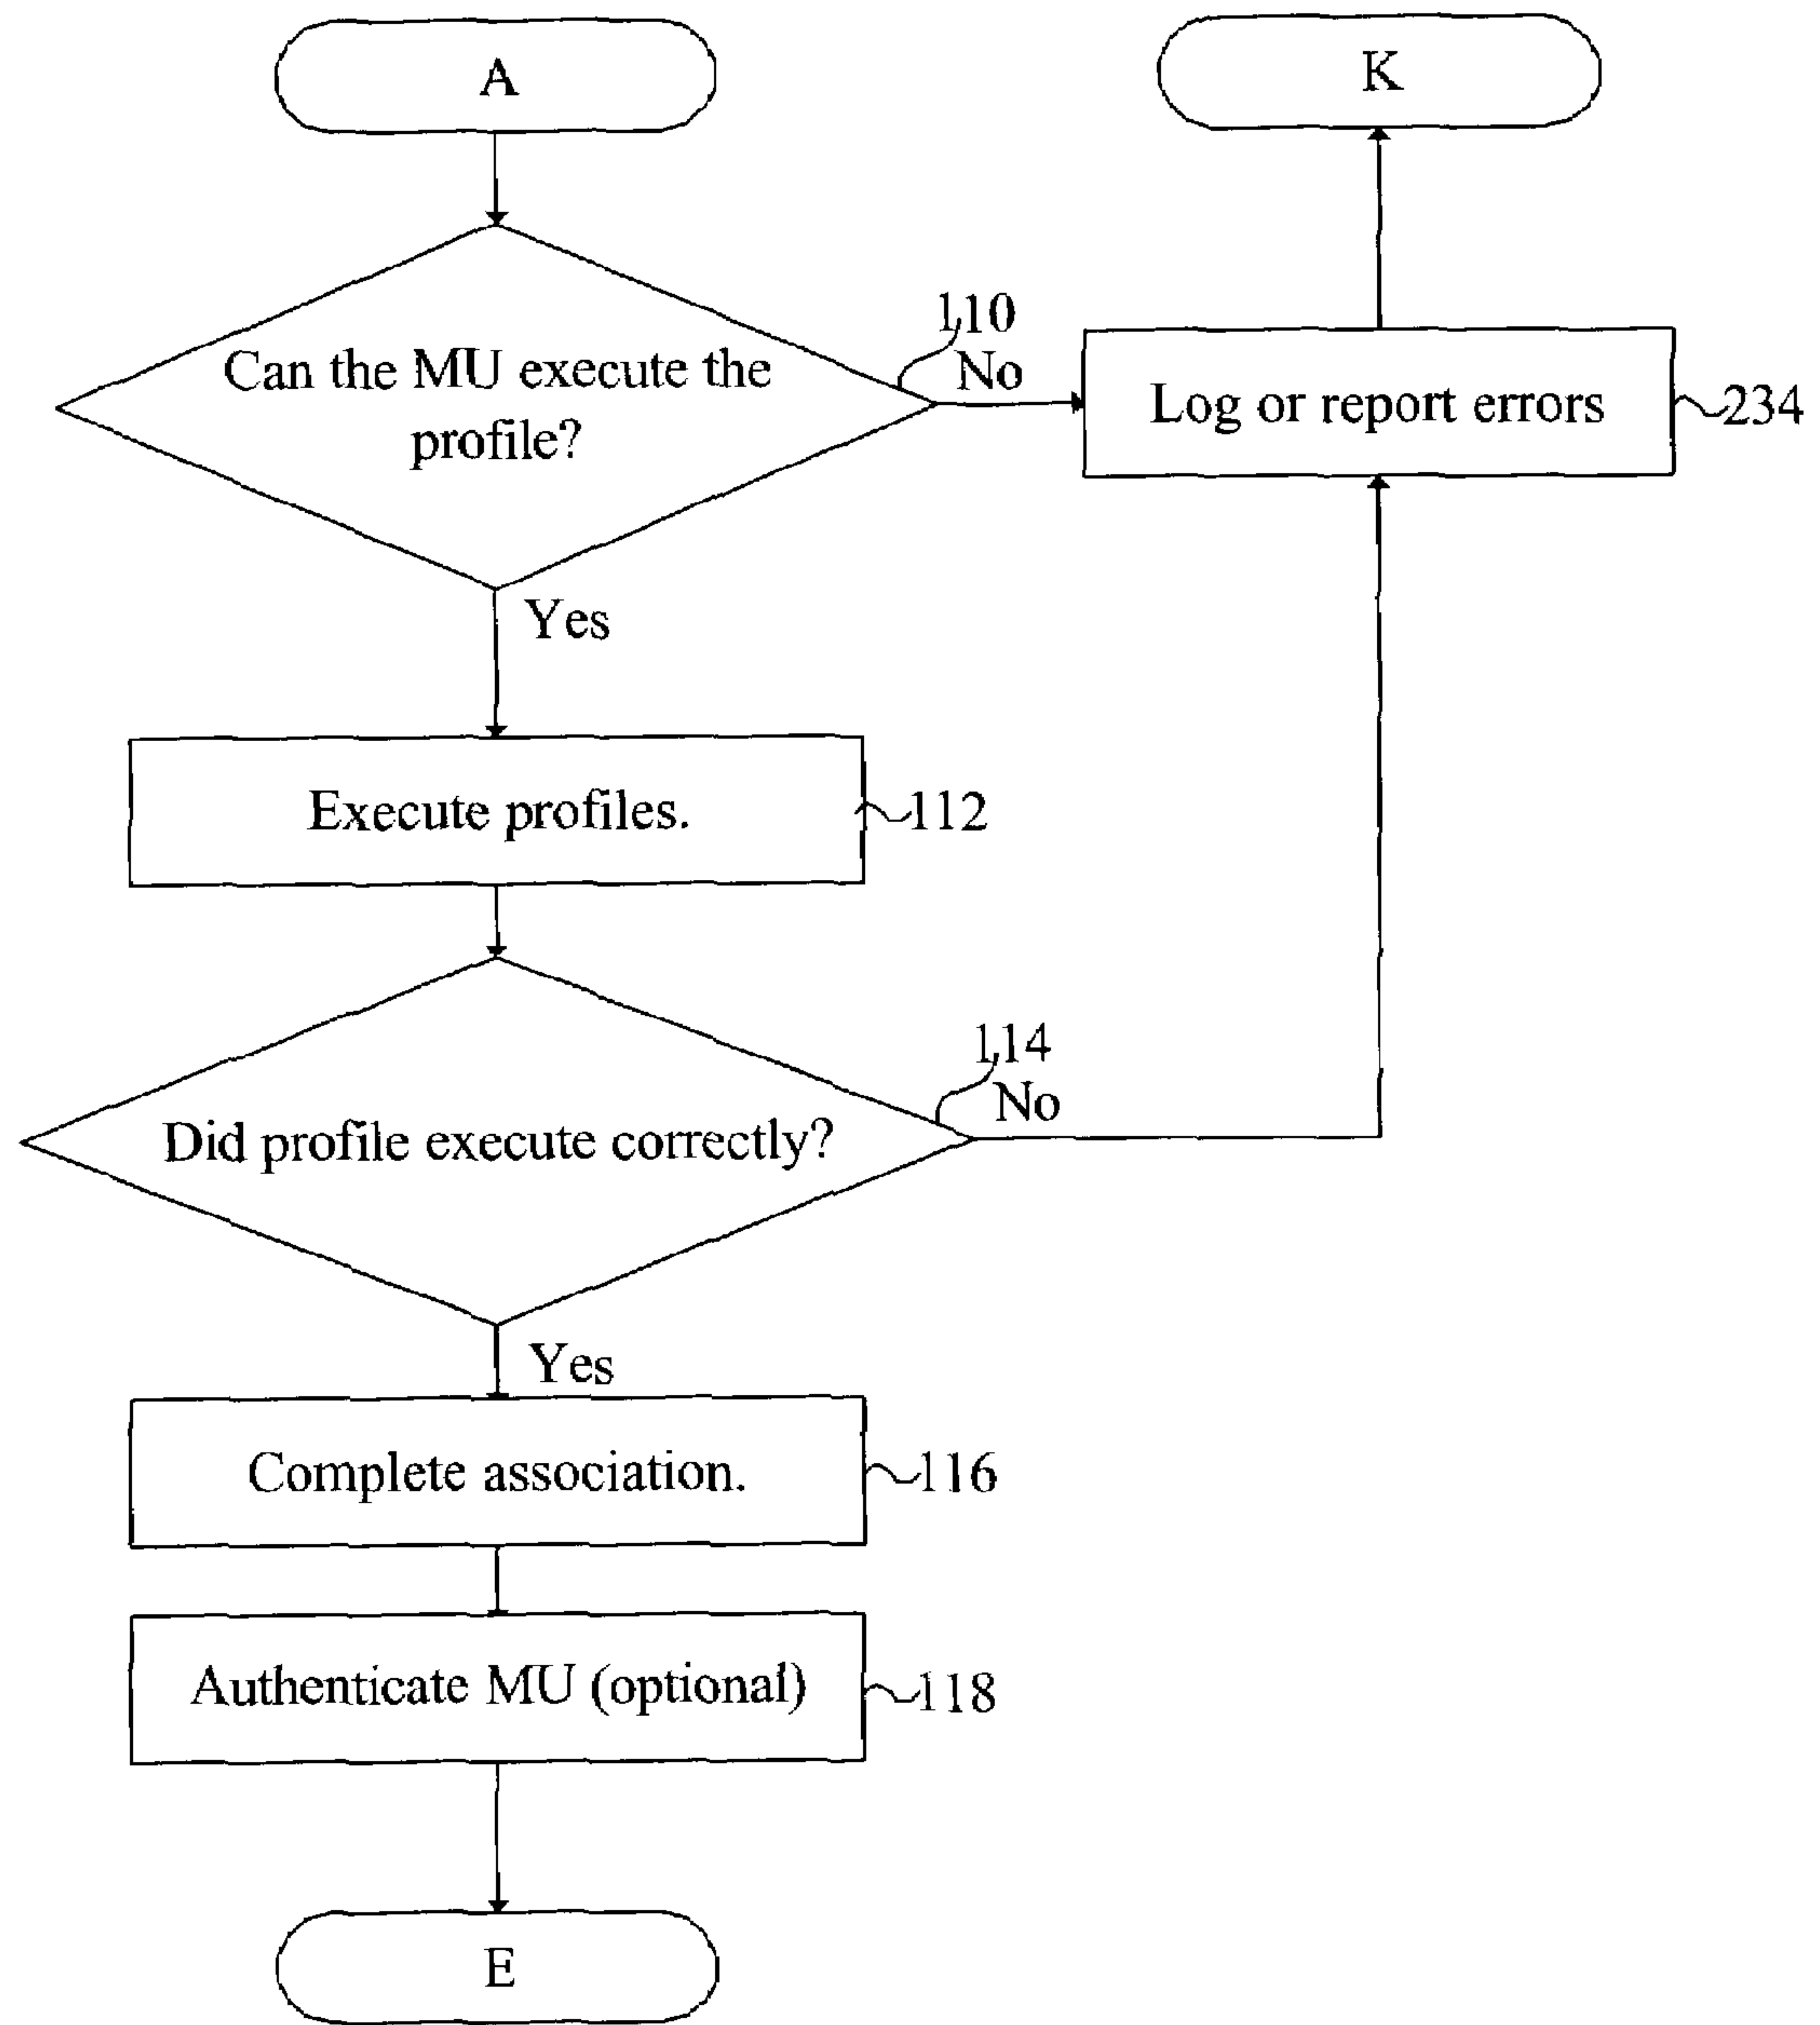 A
K
110
No
Can the MU execute the
profile?
Log or report errors
234
Yes
Execute profiles.
112
114
No
Did profile execute correctly?
Yes
Complete association.
116
Authenticate MU (optional)
118
E